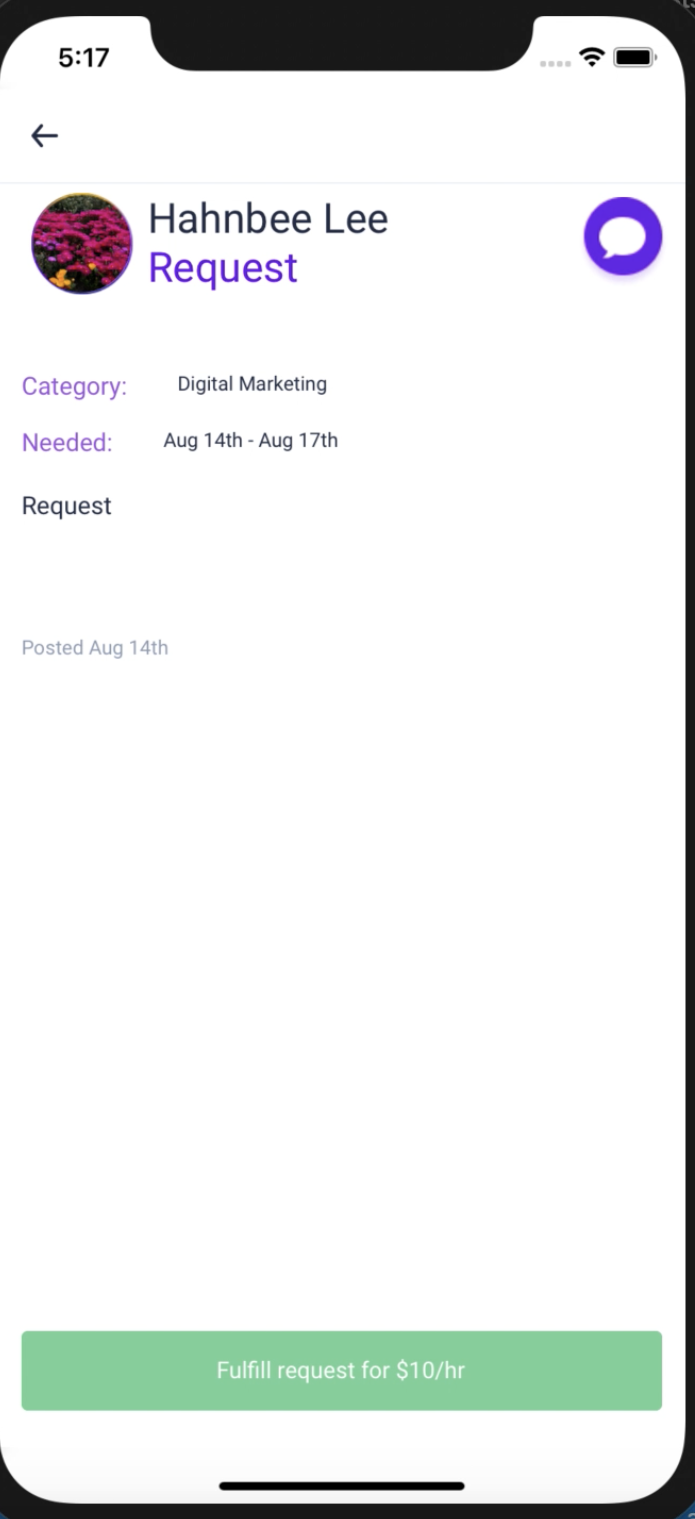 5:17
Hahnbee Lee
Request
Category: Digital Marketing
Needed: Aug 14th - Aug 17th
Request
Posted Aug 14th
Fulfill request for $10/hr